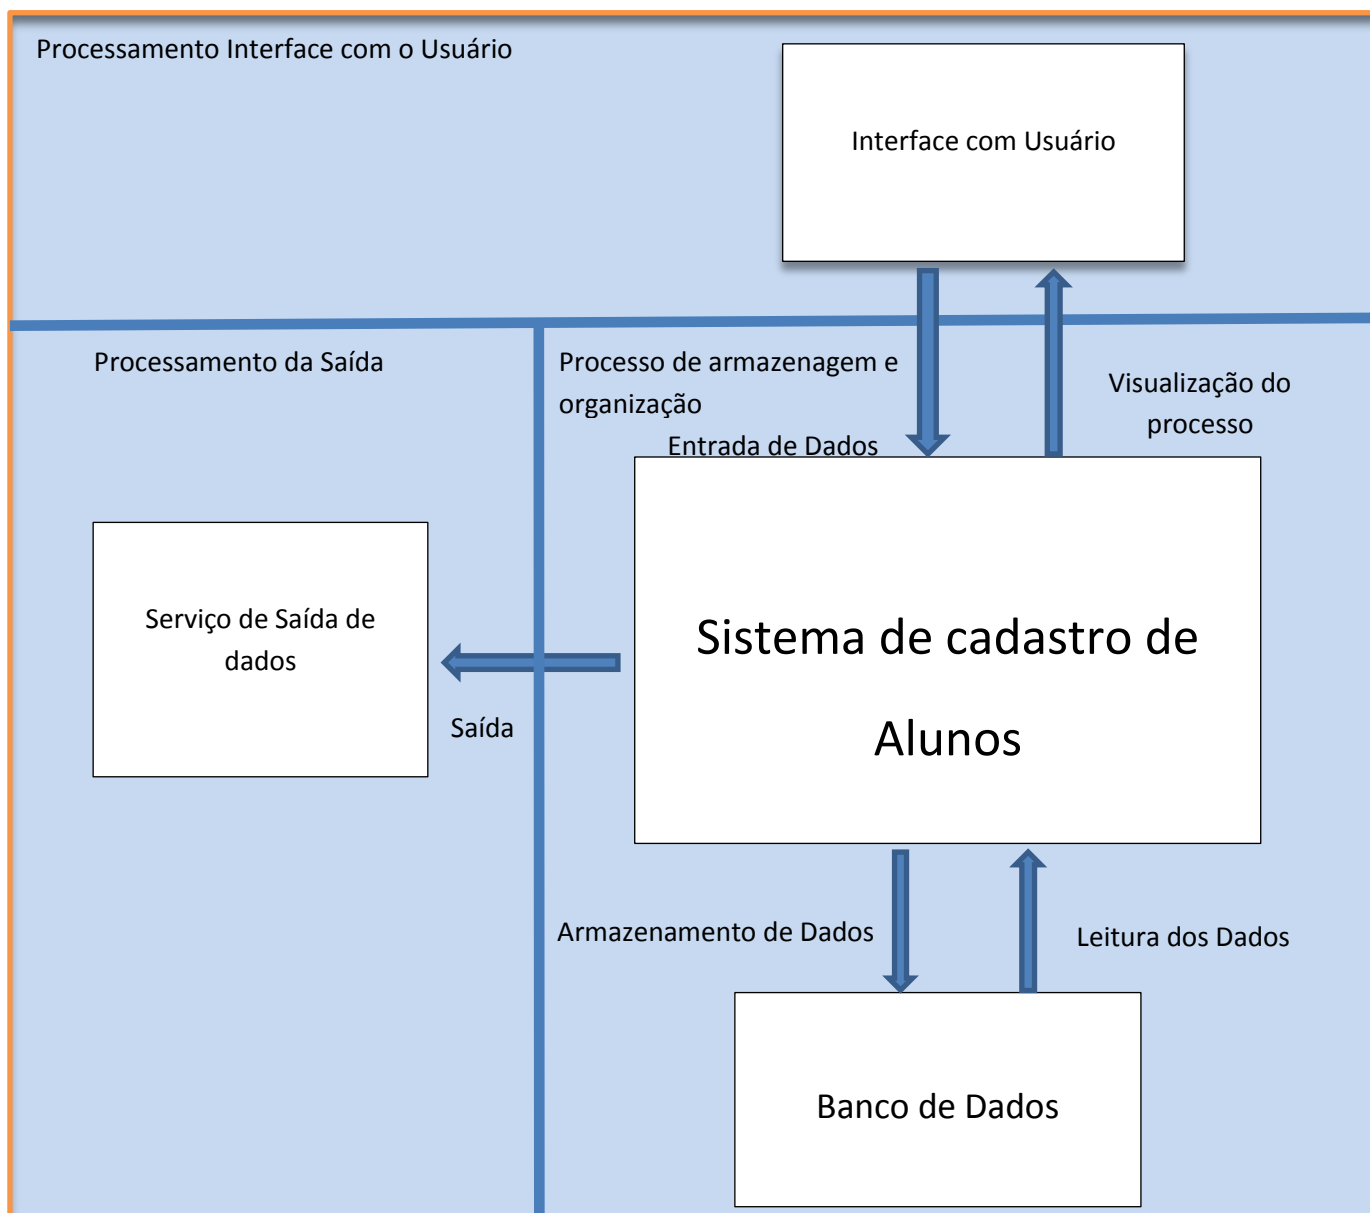 Processamento Interface com o Usuário
Interface com Usuário
Processamento da Saída
Processo de armazenagem e
organização
Visualização do
processo
Entrada de Dados
Serviço de Saída de
dados
Sistema de cadastro de
Alunos
Saída
Armazenamento de Dados
Leitura dos Dados
Banco de Dados